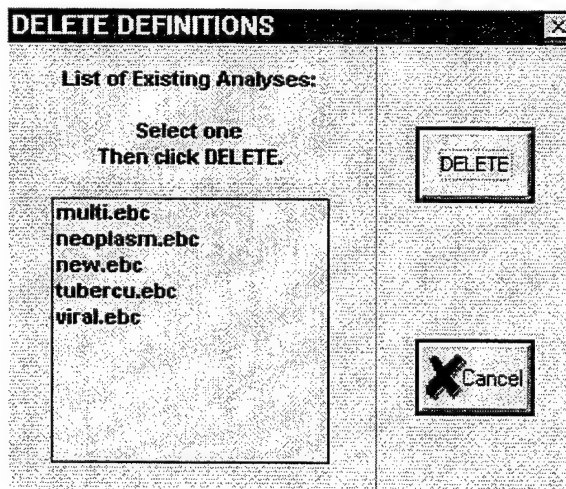 DELETE DEFINITIONS
List of Existing Analyses:
Select one
Then click DELETE.
multi.ebc
neoplasm.ebc
new.ebc
tubercu.ebc
viral.ebc
DELETE
Cancel